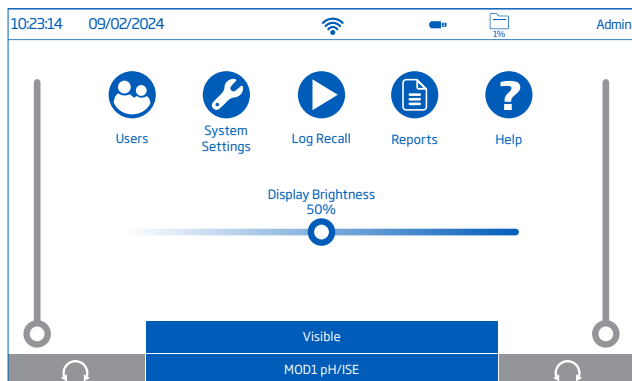 10:23:14 09/02/2024 1% Admin
Users
System
Settings
Log Recall
Reports
Help
Display Brightness
50%
Visible
MOD1 pH/ISE